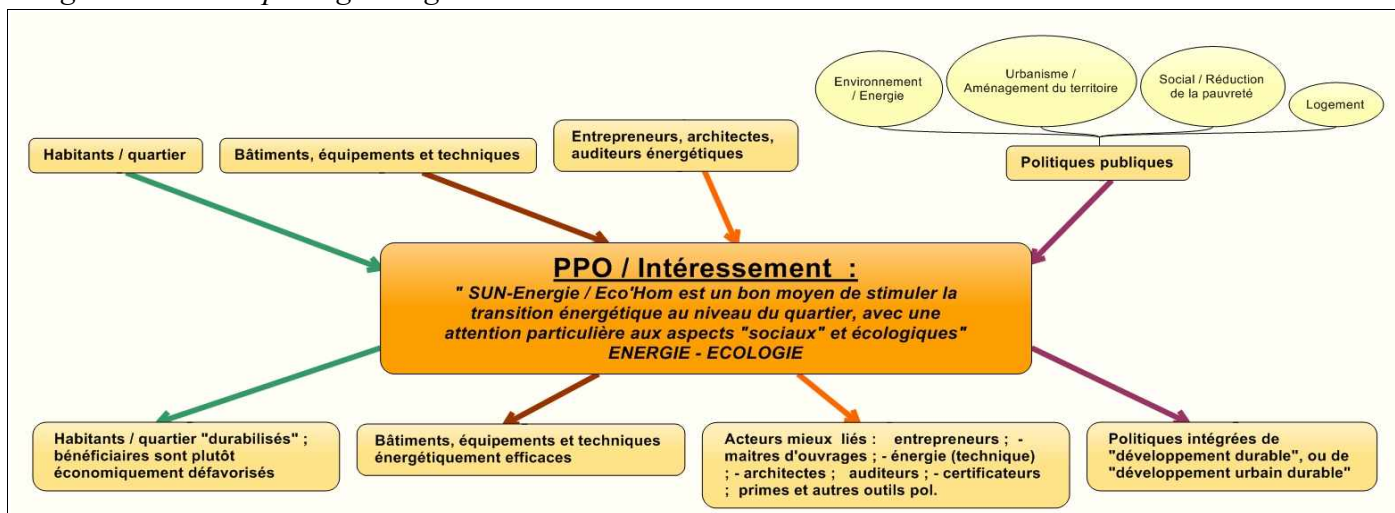 Environnement
/ Energie
Urbanisme /
Aménagement du territoire
Social / Réduction
de la pauvreté
Logement
Habitants / quartier
Bâtiments, équipements et techniques
Entrepreneurs, architectes,
auditeurs énergétiques
Politiques publiques
PPO / Intéressement :
" SUN-Energie / Eco'Hom est un bon moyen de stimuler la
transition énergétique au niveau du quartier, avec une
attention particulière aux aspects "sociaux" et écologiques"
ENERGIE - ECOLOGIE
Habitants / quartier "durabilisés" ;
bénéficiaires sont plutôt
économiquement défavorisés
Bâtiments, équipements et techniques
énergétiquement efficaces
Acteurs mieux liés : entrepreneurs ; -
maitres d'ouvrages ; - énergie (technique)
; - architectes ; auditeurs ; - certificateurs
; primes et autres outils pol.
Politiques intégrées de
"développement durable", ou de
"développement urbain durable"